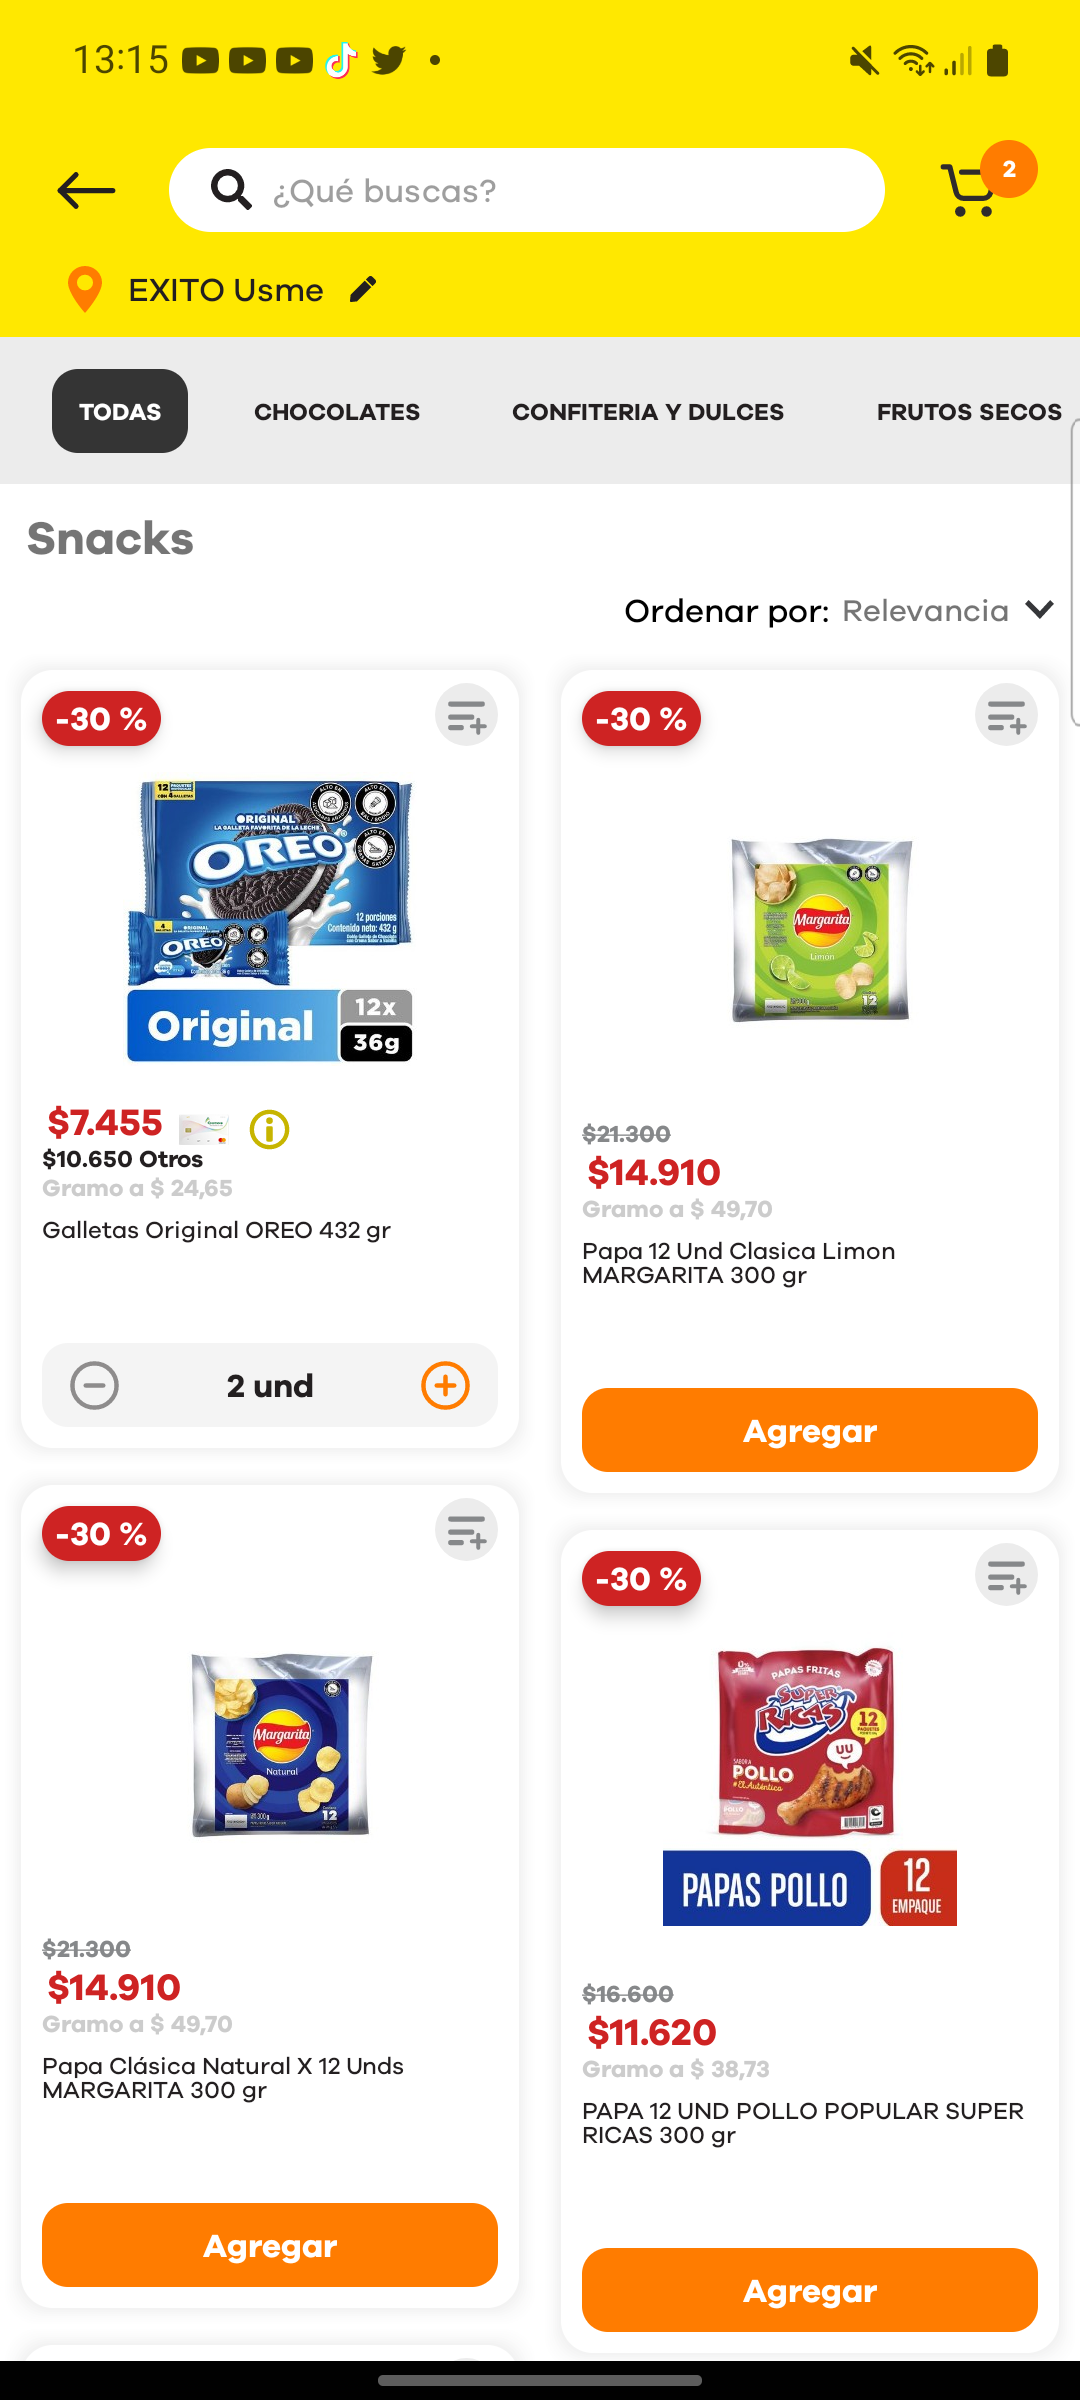 13:15
¿Qué buscas?
2
EXITO Usme
TODAS
CHOCOLATES
CONFITERIA Y DULCES
FRUTOS SECOS
Snacks
Ordenar por: Relevancia
-30 %
ORIGINAL
LA GALLETA FAVORITA DE LA LECHE
OREO
12 porciones
Contenido neto: 432 g
OREO
Original
12x
36g
$7.455
$10.650 Otros
Gramo a $ 24,65
Galletas Original OREO 432 gr
2 und
-30 %
Margarita
Limon
12
$21.300
$14.910
Gramo a $ 49,70
Papa 12 Und Clasica Limon
MARGARITA 300 gr
Agregar
-30 %
Margarita
Natural
12
$21.300
$14.910
Gramo a $ 49,70
Papa Clásica Natural X 12 Unds
MARGARITA 300 gr
Agregar
-30 %
PAPAS FRITAS
SUPER
RICAS
12
PAQUETES
UU
SABOR A
POLLO
#ElAuténtico
PAPAS POLLO
12
EMPAQUE
$16.600
$11.620
Gramo a $ 38,73
PAPA 12 UND POLLO POPULAR SUPER
RICAS 300 gr
Agregar